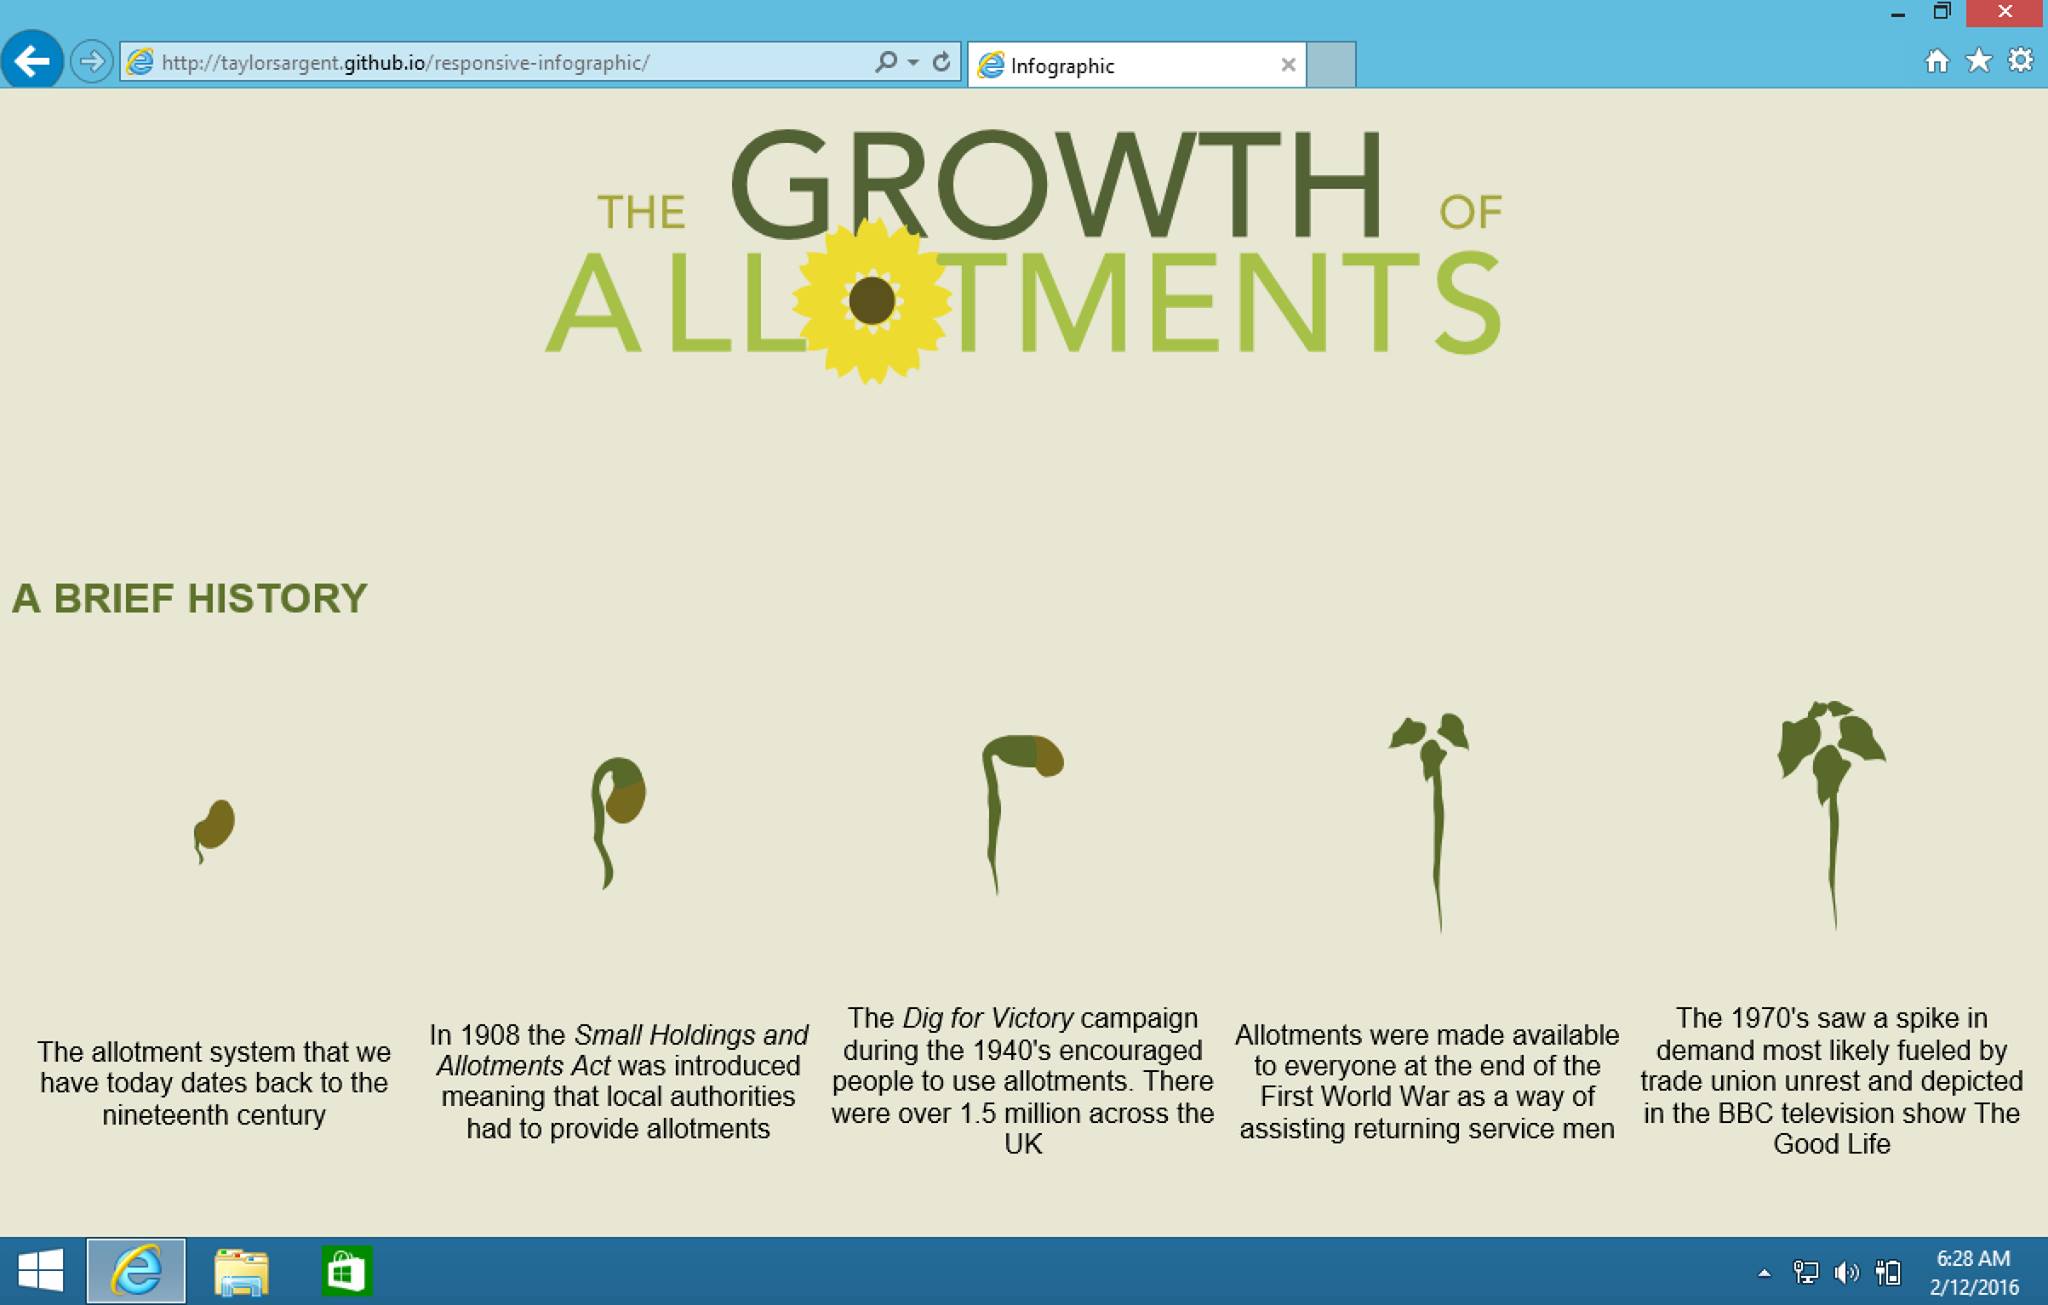 http://taylorsargent.github.io/responsive-infographic/
Infographic
THE GROWTH OF
ALLOTMENTS
A BRIEF HISTORY
The allotment system that we
have today dates back to the
nineteenth century
In 1908 the Small Holdings and
Allotments Act was introduced
meaning that local authorities
had to provide allotments
The Dig for Victory campaign
during the 1940's encouraged
people to use allotments. There
were over 1.5 million across the
UK
Allotments were made available
to everyone at the end of the
First World War as a way of
assisting returning service men
The 1970's saw a spike in
demand most likely fueled by
trade union unrest and depicted
in the BBC television show The
Good Life
6:28 AM
2/12/2016